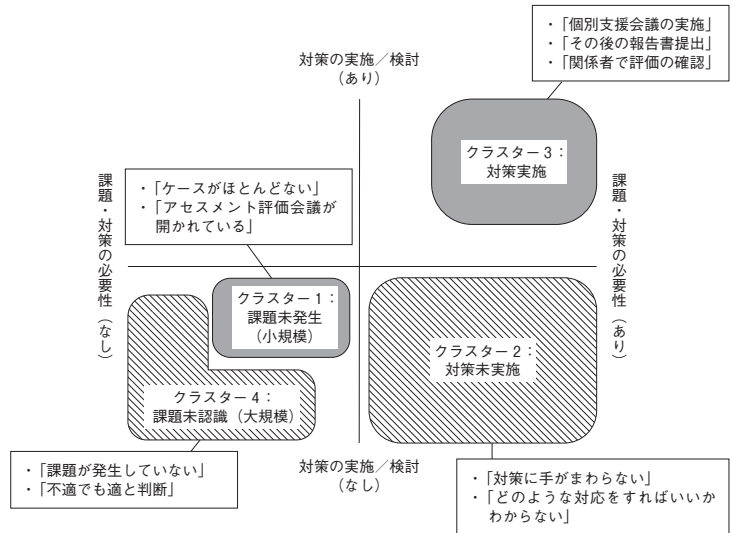 ・「個別支援会議の実施」
・「その後の報告書提出」
・「関係者で評価の確認」
対策の実施／検討
（あり）
クラスター3：
対策実施
課題・対策の必要性（なし）
・「ケースがほとんどない」
・「アセスメント評価会議が
開かれている」
課題・対策の必要性（あり）
クラスター1：
課題未発生
（小規模）
クラスター2：
対策未実施
クラスター4：
課題未認識（大規模）
・「課題が発生していない」
・「不適でも適と判断」
対策の実施／検討
（なし）
・「対策に手がまわらない」
・「どのような対応をすればいいか
わからない」